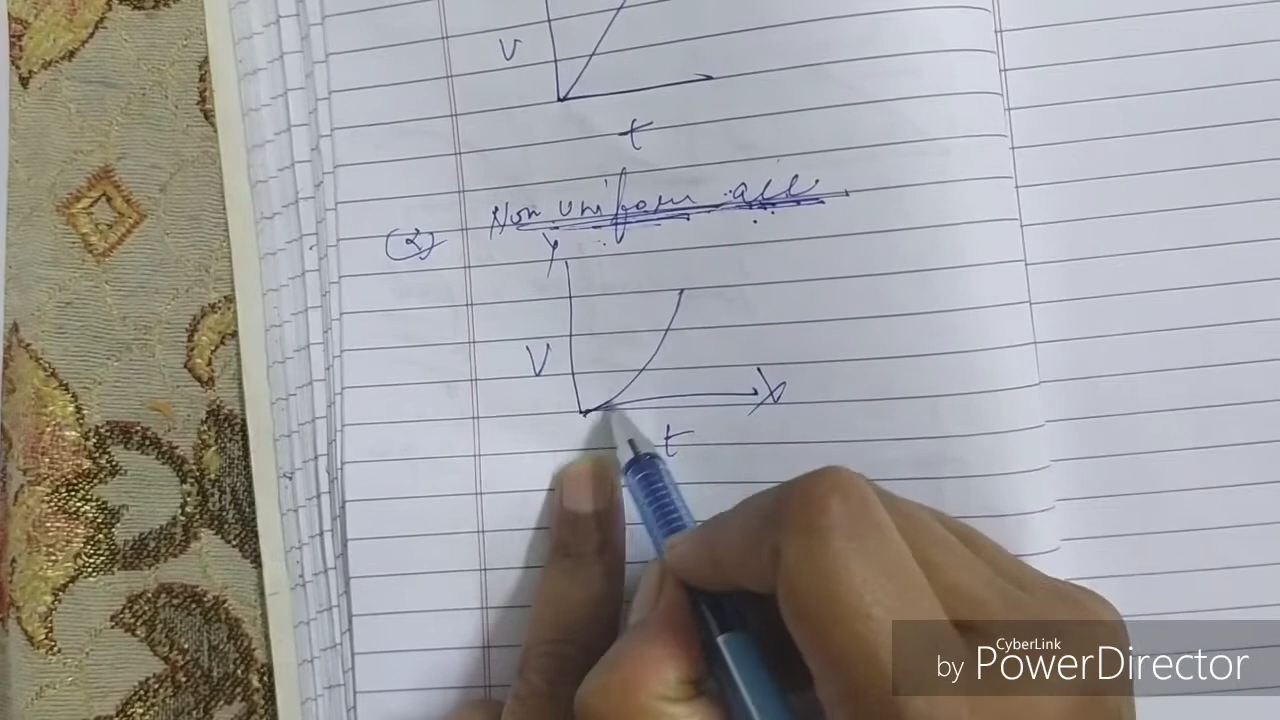 V
t
(2) Non uniform acc.
Y
V
X
t
CyberLink
by PowerDirector